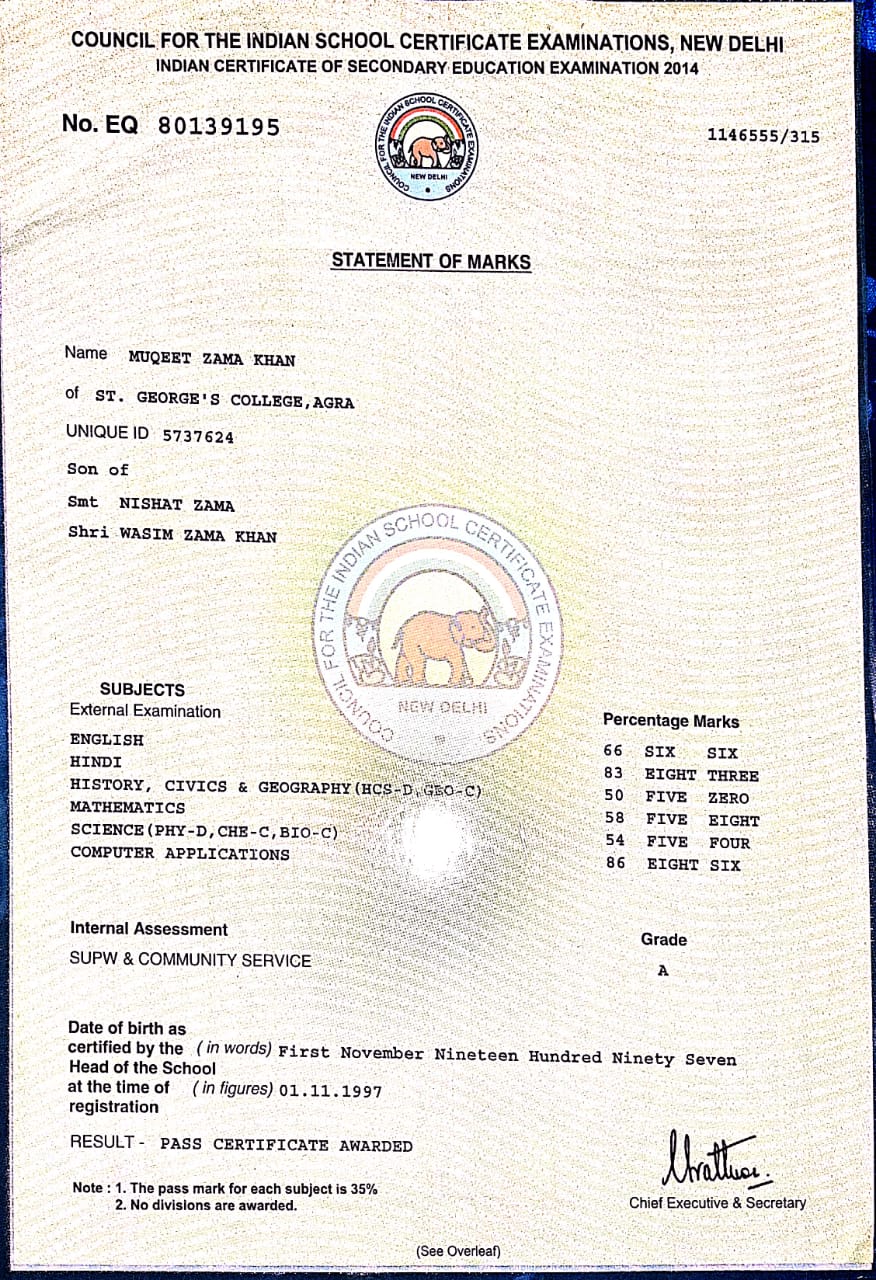 COUNCIL FOR THE INDIAN SCHOOL CERTIFICATE EXAMINATIONS, NEW DELHI
INDIAN CERTIFICATE OF SECONDARY EDUCATION EXAMINATION 2014
No. EQ 80139195
COUNCIL FOR THE INDIAN SCHOOL CERTIFICATE EXAMINATIONS
NEW DELHI
1146555/315
STATEMENT OF MARKS
Name MUQEET ZAMA KHAN
of ST. GEORGE'S COLLEGE,AGRA
UNIQUE ID 5737624
Son of
Smt NISHAT ZAMA
Shri WASIM ZAMA KHAN
COUNCIL FOR THE INDIAN SCHOOL CERTIFICATE EXAMINATIONS
NEW DELHI
SUBJECTS
External Examination Percentage Marks
ENGLISH 66 SIX SIX
HINDI 83 EIGHT THREE
HISTORY, CIVICS & GEOGRAPHY(HCS-D,GEO-C) 50 FIVE ZERO
MATHEMATICS 58 FIVE EIGHT
SCIENCE(PHY-D,CHE-C,BIO-C) 54 FIVE FOUR
COMPUTER APPLICATIONS 86 EIGHT SIX
Internal Assessment Grade
SUPW & COMMUNITY SERVICE A
Date of birth as
certified by the (in words) First November Nineteen Hundred Ninety Seven
Head of the School
at the time of (in figures) 01.11.1997
registration
RESULT - PASS CERTIFICATE AWARDED
Note : 1. The pass mark for each subject is 35%
2. No divisions are awarded.
Chief Executive & Secretary
(See Overleaf)